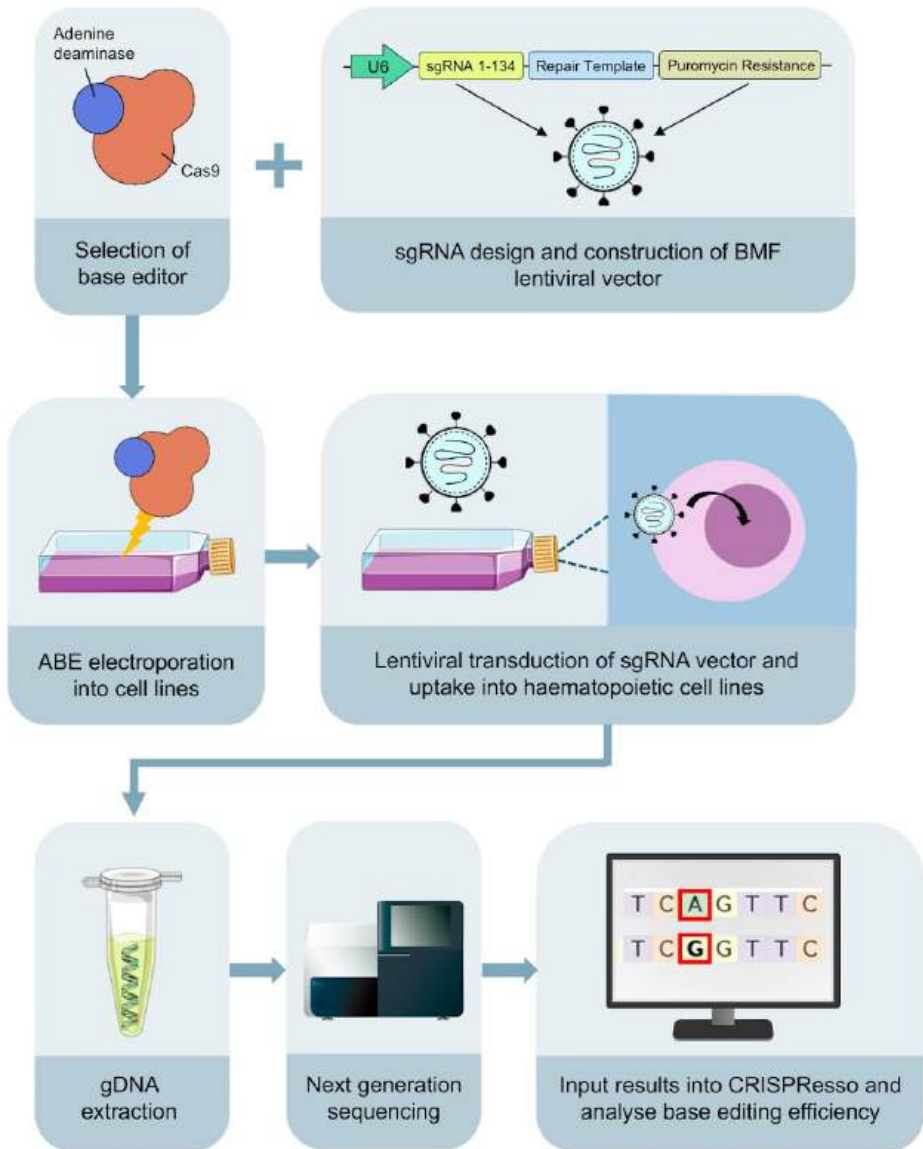 Adenine
deaminase
Cas9
Selection of
base editor
U6
sgRNA 1-134
Repair Template
Puromycin Resistance
sgRNA design and construction of BMF
lentiviral vector
ABE electroporation
into cell lines
Lentiviral transduction of sgRNA vector and
uptake into haematopoietic cell lines
gDNA
extraction
Next generation
sequencing
T C A G T T C
T C G G T T C
Input results into CRISPResso and
analyse base editing efficiency